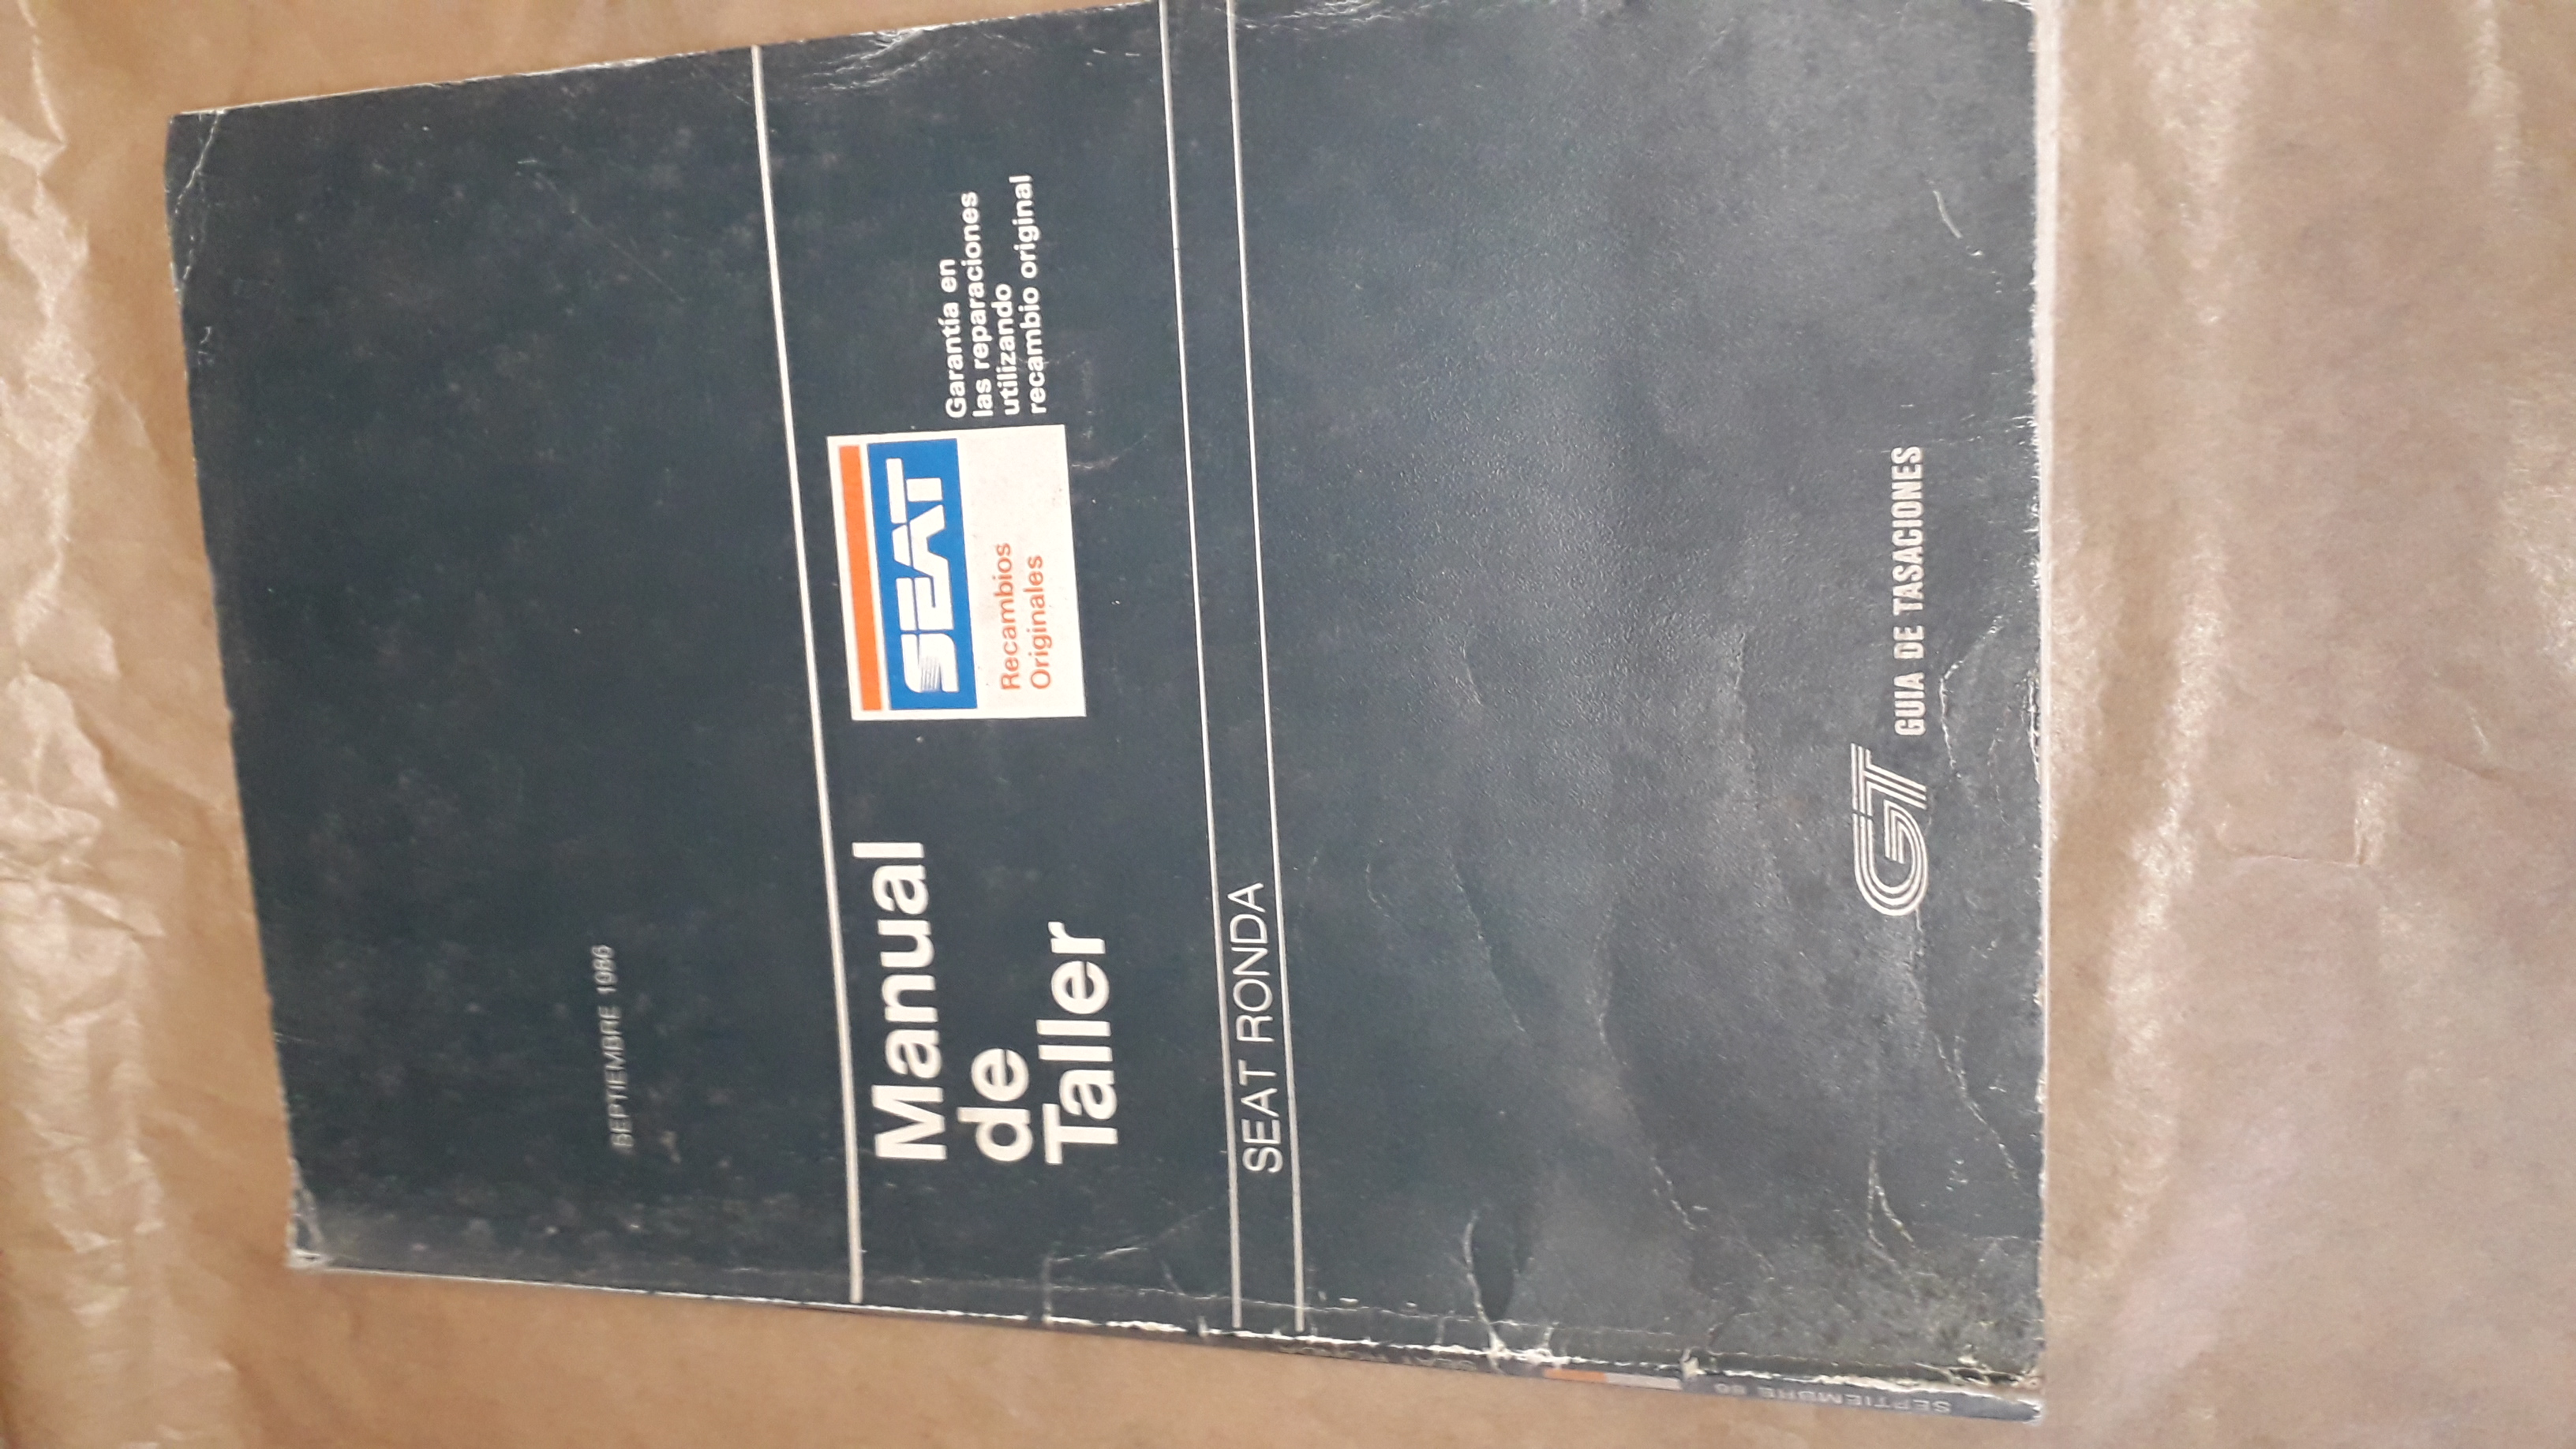 SEPTIEMBRE 1986
Manual
de
Taller
SEAT
Recambios
Originales
Garantía en
las reparaciones
utilizando
recambio original
SEAT RONDA
GT GUIA DE TASACIONES
SEPTIEMBRE 86